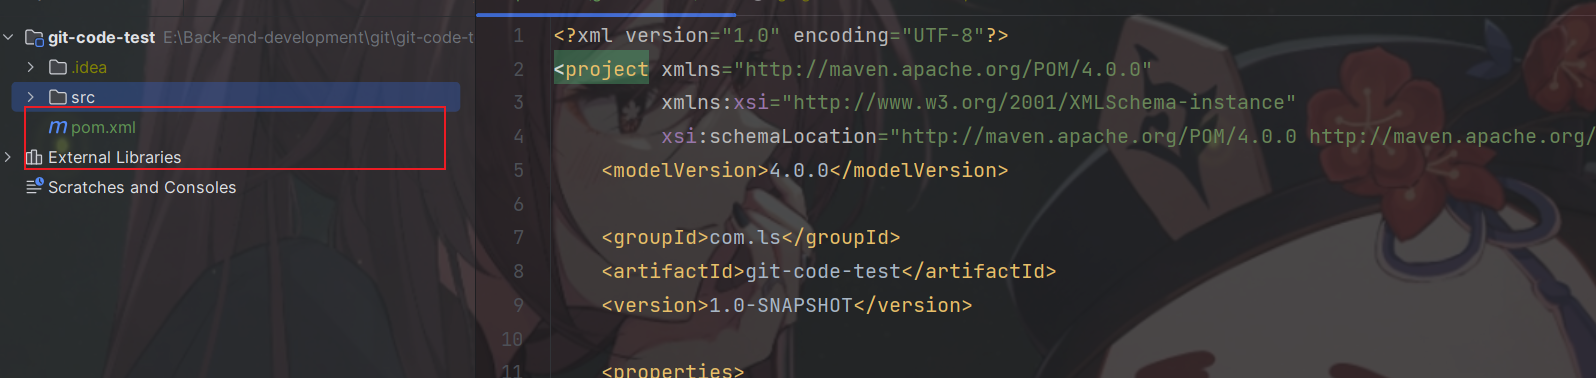 git-code-test E:\Back-end-development\git\git-code-t
.idea
src
pom.xml
External Libraries
Scratches and Consoles
1 <?xml version="1.0" encoding="UTF-8"?>
2 <project xmlns="http://maven.apache.org/POM/4.0.0"
3 xmlns:xsi="http://www.w3.org/2001/XMLSchema-instance"
4 xsi:schemaLocation="http://maven.apache.org/POM/4.0.0 http://maven.apache.org/
5 <modelVersion>4.0.0</modelVersion>
6
7 <groupId>com.ls</groupId>
8 <artifactId>git-code-test</artifactId>
9 <version>1.0-SNAPSHOT</version>
10
11 <properties>